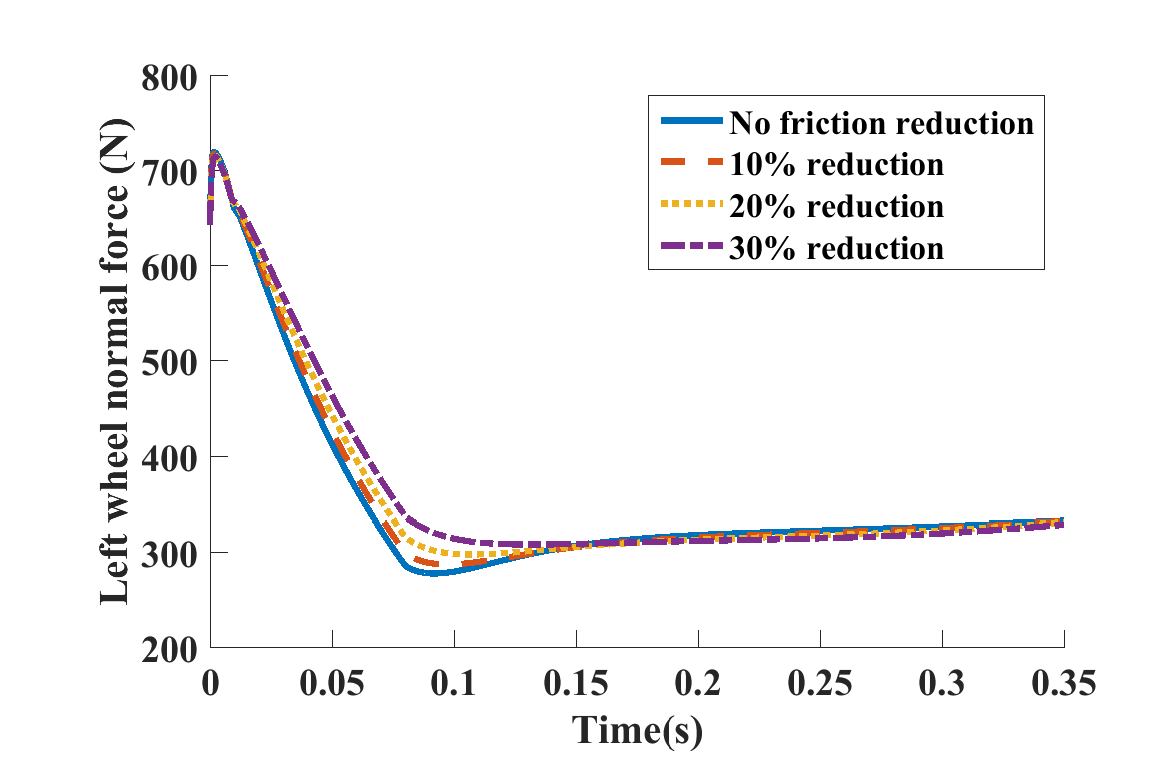 800
700
600
500
400
300
200
Left wheel normal force (N)
No friction reduction
10% reduction
20% reduction
30% reduction
0 0.05 0.1 0.15 0.2 0.25 0.3 0.35
Time(s)